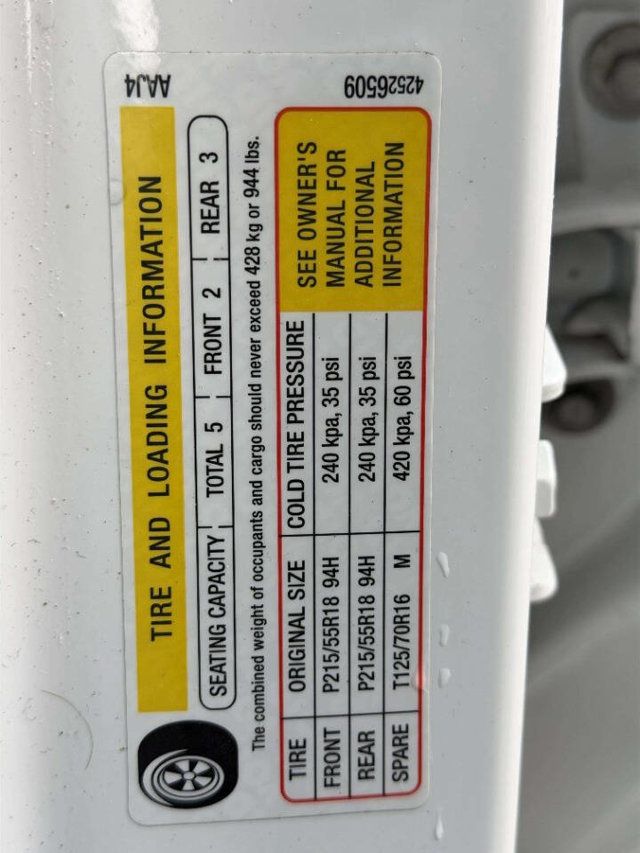 TIRE AND LOADING INFORMATION
SEATING CAPACITY TOTAL 5 FRONT 2 REAR 3
The combined weight of occupants and cargo should never exceed 428 kg or 944 lbs.
TIRE ORIGINAL SIZE COLD TIRE PRESSURE
FRONT P215/55R18 94H 240 kpa, 35 psi
REAR P215/55R18 94H 240 kpa, 35 psi
SPARE T125/70R16 M 420 kpa, 60 psi
SEE OWNER'S
MANUAL FOR
ADDITIONAL
INFORMATION
AAJ4
42526509